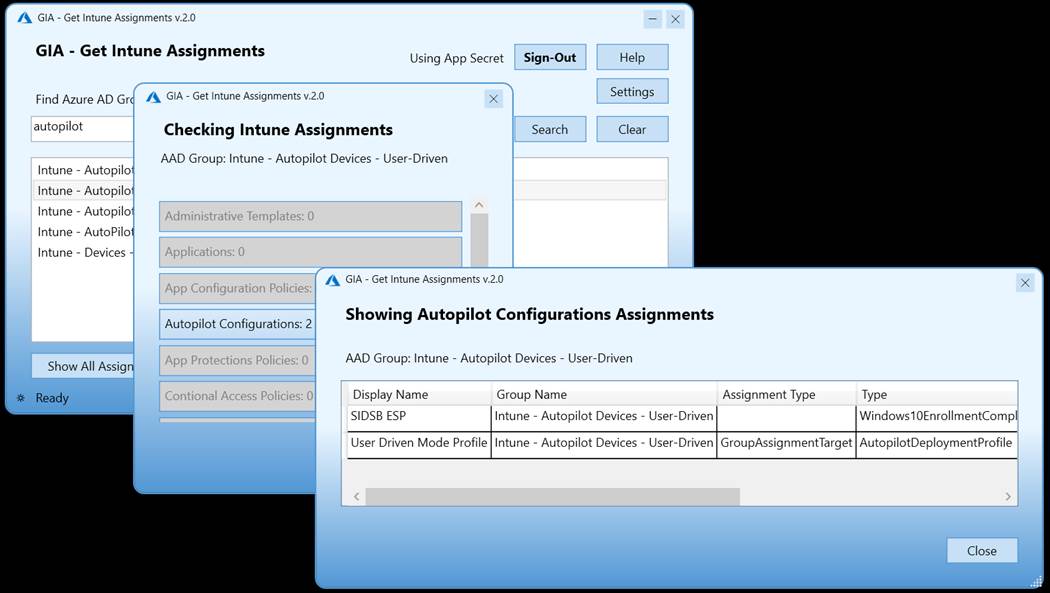 GIA - Get Intune Assignments v.2.0
GIA - Get Intune Assignments
Using App Secret
Sign-Out
Help
Settings
Find Azure AD Gro
autopilot
Search
Clear
Intune - Autopilot
Intune - Autopilot
Intune - Autopilot
Intune - AutoPilot
Intune - Devices -
Show All Assign
Ready
GIA - Get Intune Assignments v.2.0
Checking Intune Assignments
AAD Group: Intune - Autopilot Devices - User-Driven
Administrative Templates: 0
Applications: 0
App Configuration Policies:
Autopilot Configurations: 2
App Protections Policies: 0
Contional Access Policies: 0
GIA - Get Intune Assignments v.2.0
Showing Autopilot Configurations Assignments
AAD Group: Intune - Autopilot Devices - User-Driven
Display Name Group Name Assignment Type Type
SIDSB ESP Intune - Autopilot Devices - User-Driven Windows10EnrollmentCompl
User Driven Mode Profile Intune - Autopilot Devices - User-Driven GroupAssignmentTarget AutopilotDeploymentProfile
Close